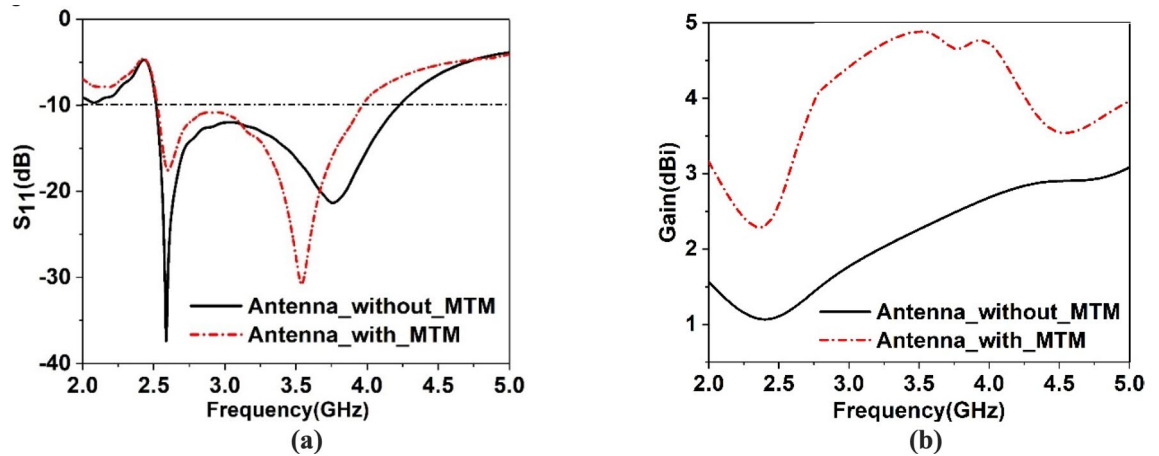 0
-10
-20
-30
-40
S11(dB)
2.0 2.5 3.0 3.5 4.0 4.5 5.0
Frequency(GHz)
Antenna_without_MTM
Antenna_with_MTM
(a)
5
4
3
2
1
Gain(dBi)
Antenna_without_MTM
Antenna_with_MTM
2.0 2.5 3.0 3.5 4.0 4.5 5.0
Frequency(GHz)
(b)